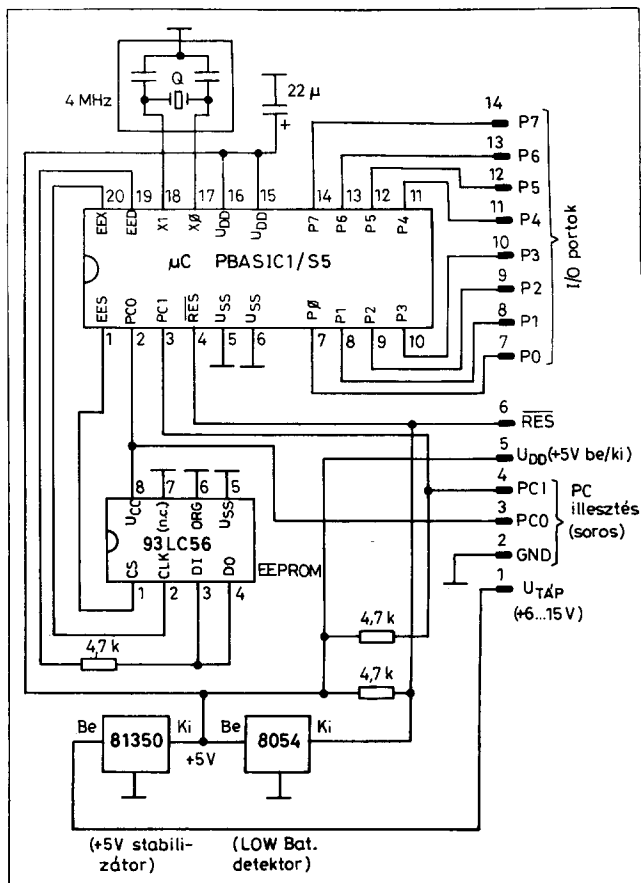 4 MHz
Q
22 µ
+
20 19 18 17 16 15 14 13 12 11
EEX EED X1 XØ UDD UDD P7 P6 P5 P4
µC PBASIC1/S5
EES PC0 PC1 RES USS USS PØ P1 P2 P3
1 2 3 4 5 6 7 8 9 10
14 P7
13 P6
12 P5
11 P4
10 P3
9 P2
8 P1
7 P0
I/O portok
6 RES
5 UDD (+5V be/ki)
4 PC1
3 PC0
2 GND
PC
illesztés
(soros)
1 UTÁP
(+6...15V)
8 7 6 5
UCC (n.c.) ORG USS
93LC56
CS CLK DI DO
1 2 3 4
EEPROM
4,7 k
4,7 k
4,7 k
Be 81350 Ki
+5V
Be 8054 Ki
(+5V stabili-
zátor)
(LOW Bat.
detektor)